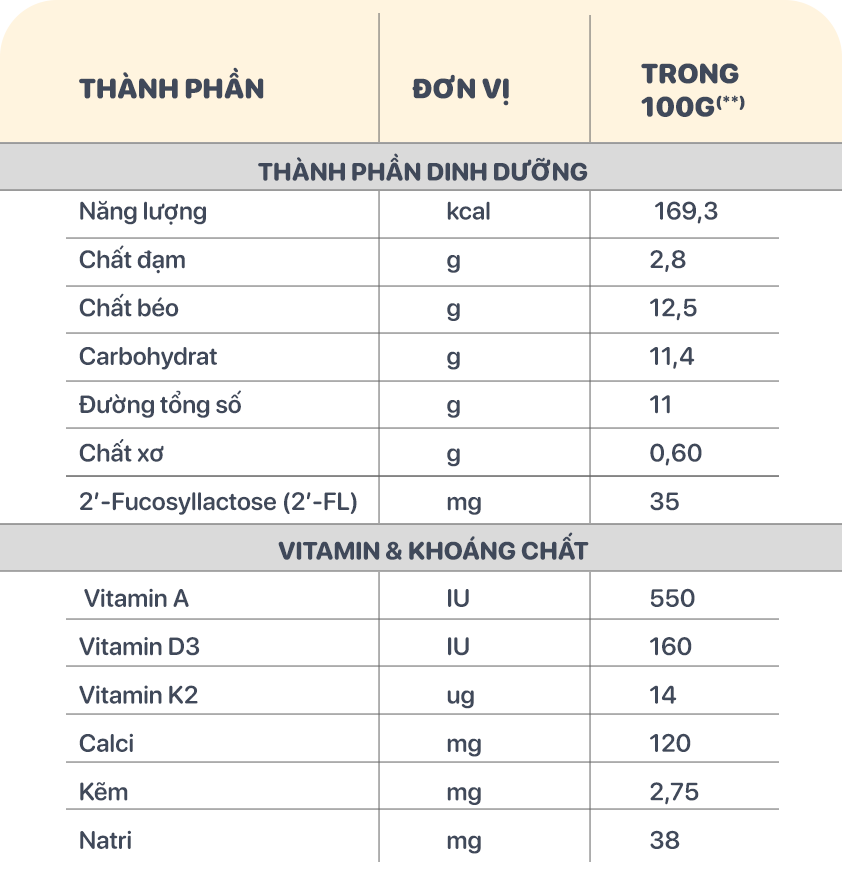 THÀNH PHẦN ĐƠN VỊ TRONG 100G(**)
THÀNH PHẦN DINH DƯỠNG
Năng lượng kcal 169,3
Chất đạm g 2,8
Chất béo g 12,5
Carbohydrat g 11,4
Đường tổng số g 11
Chất xơ g 0,60
2′-Fucosyllactose (2′-FL) mg 35
VITAMIN & KHOÁNG CHẤT
Vitamin A IU 550
Vitamin D3 IU 160
Vitamin K2 ug 14
Calci mg 120
Kẽm mg 2,75
Natri mg 38